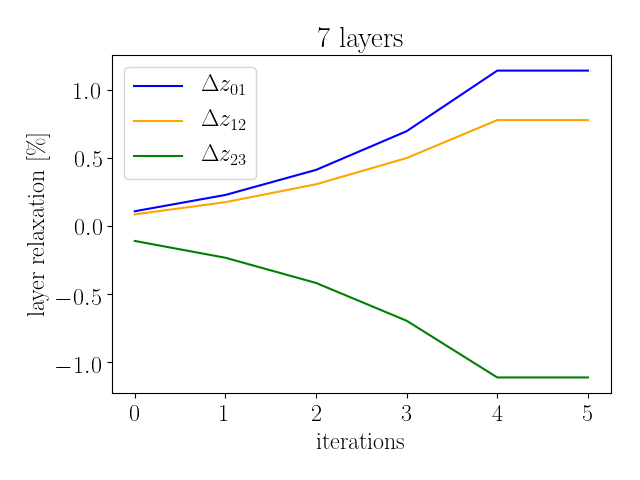 7 layers
layer relaxation [%]
1.0
0.5
0.0
−0.5
−1.0
Δz₀₁
Δz₁₂
Δz₂₃
0 1 2 3 4 5
iterations